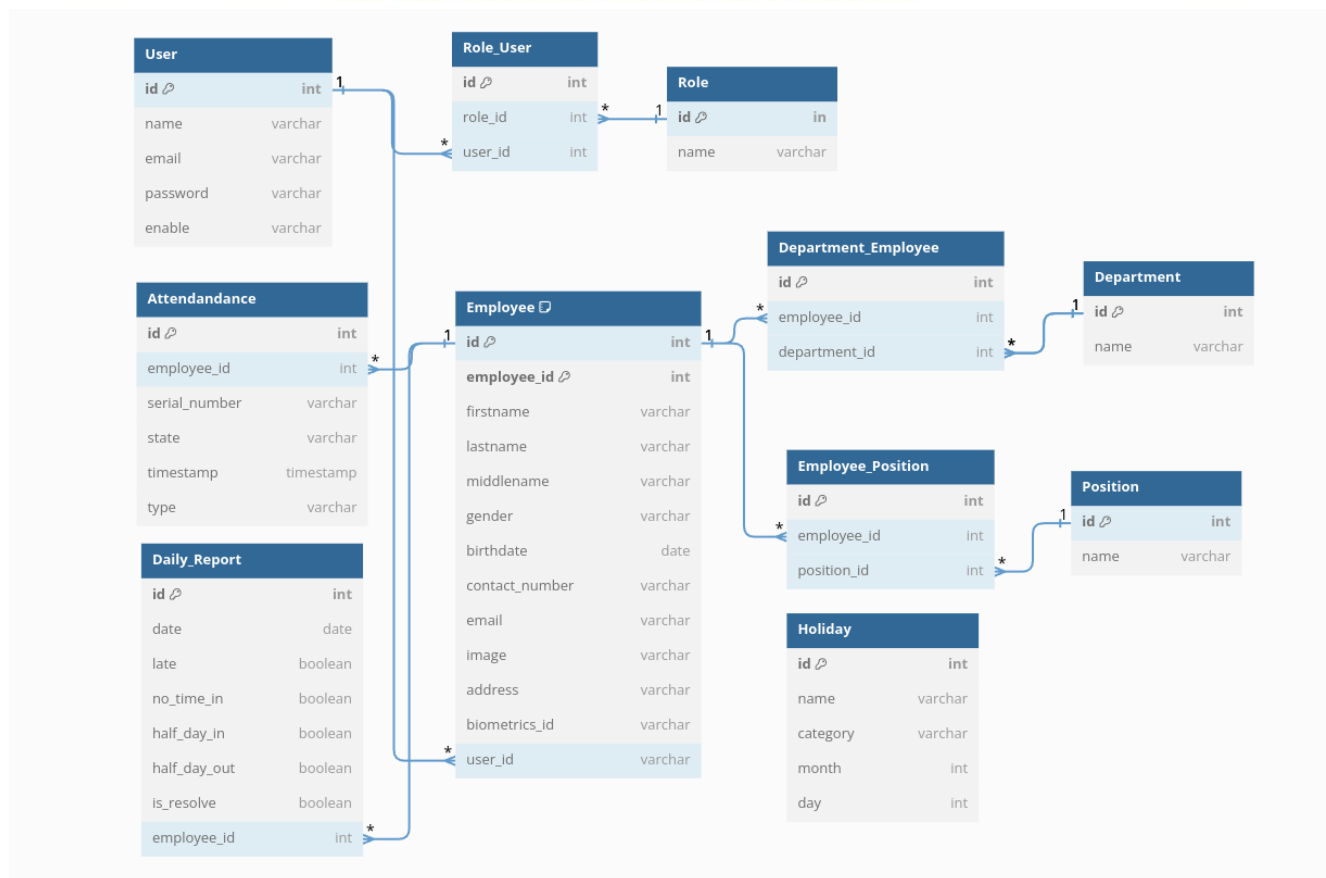 User
id int
name varchar
email varchar
password varchar
enable varchar
Role_User
id int
role_id int
user_id int
Role
id in
name varchar
1
*
*
1
Attendandance
id int
employee_id int
serial_number varchar
state varchar
timestamp timestamp
type varchar
*
1
Employee
id int
employee_id int
firstname varchar
lastname varchar
middlename varchar
gender varchar
birthdate date
contact_number varchar
email varchar
image varchar
address varchar
biometrics_id varchar
user_id varchar
*
1
Department_Employee
id int
employee_id int
department_id int
*
*
1
Department
id int
name varchar
Employee_Position
id int
employee_id int
position_id int
*
*
1
Position
id int
name varchar
Daily_Report
id int
date date
late boolean
no_time_in boolean
half_day_in boolean
half_day_out boolean
is_resolve boolean
employee_id int
*
Holiday
id int
name varchar
category varchar
month int
day int